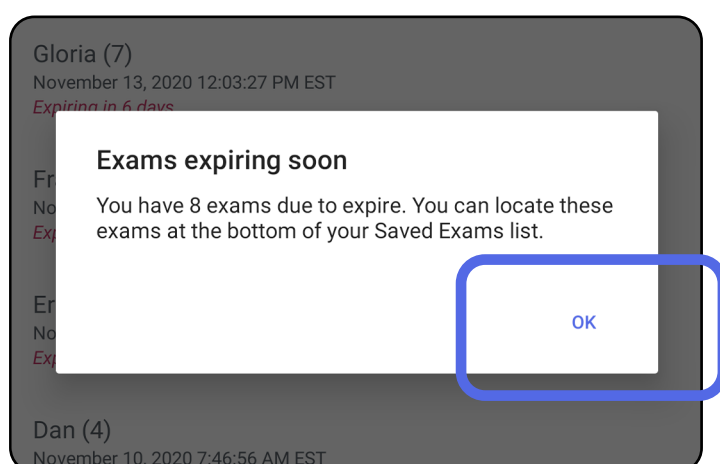 Gloria (7)
November 13, 2020 12:03:27 PM EST
Expiring in 6 days
Exams expiring soon
You have 8 exams due to expire. You can locate these
exams at the bottom of your Saved Exams list.
OK
Dan (4)
November 10, 2020 7:46:56 AM EST